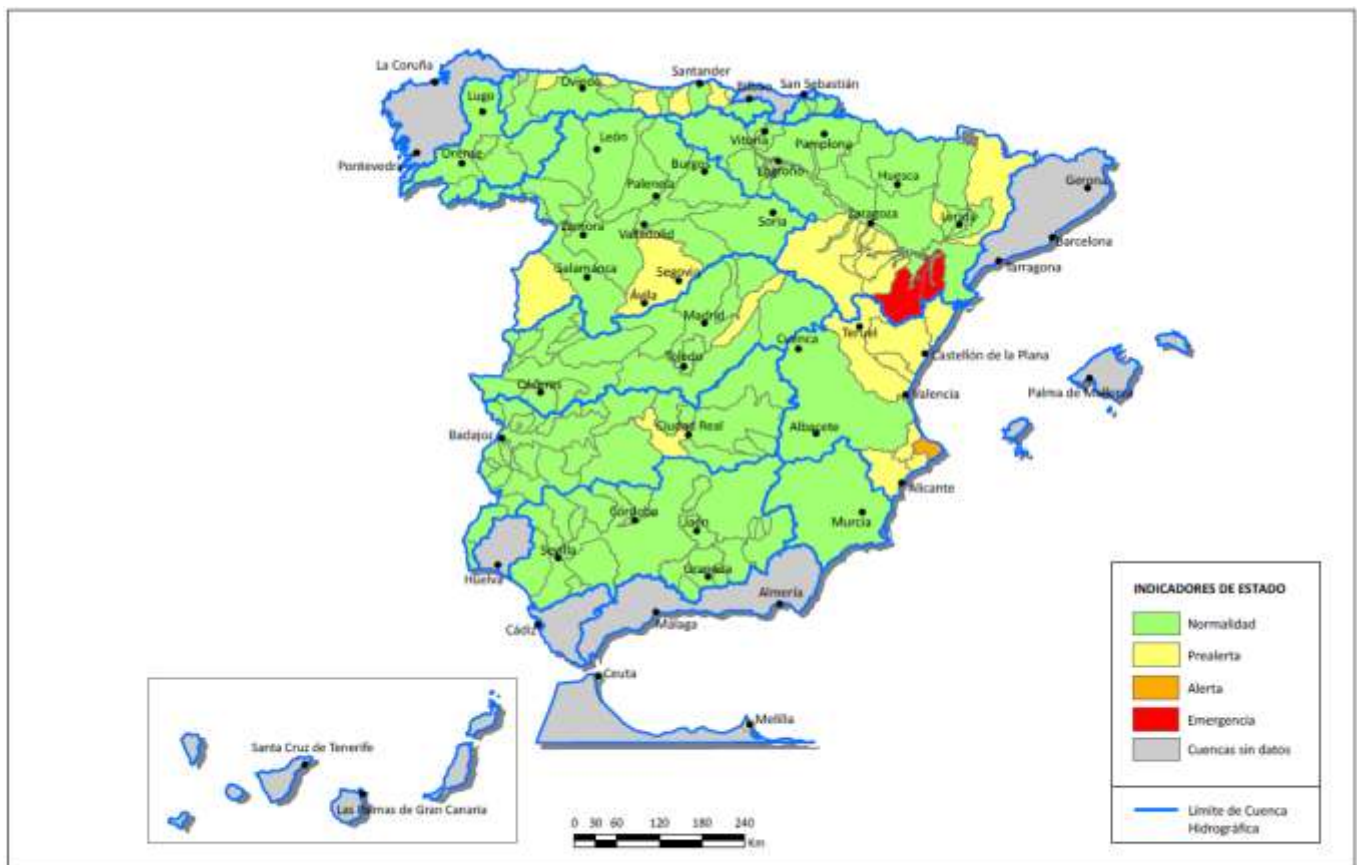 La Coruña
Santander
San Sebastián
Bilbao
Oviedo
Lugo
León
Vitoria
Pamplona
Pontevedra
Orense
Burgos
Logroño
Huesca
Gerona
Palencia
Zamora
Valladolid
Soria
Zaragoza
Lérida
Barcelona
Tarragona
Salamanca
Segovia
Ávila
Madrid
Teruel
Cuenca
Castellón de la Plana
Toledo
Cáceres
Valencia
Palma de Mallorca
Badajoz
Ciudad Real
Albacete
Alicante
Córdoba
Jaén
Murcia
Sevilla
Huelva
Granada
Almería
Cádiz
Málaga
Ceuta
Melilla
Santa Cruz de Tenerife
Las Palmas de Gran Canaria
0 30 60 120 180 240
Km
INDICADORES DE ESTADO
Normalidad
Prealerta
Alerta
Emergencia
Cuencas sin datos
Límite de Cuenca
Hidrográfica